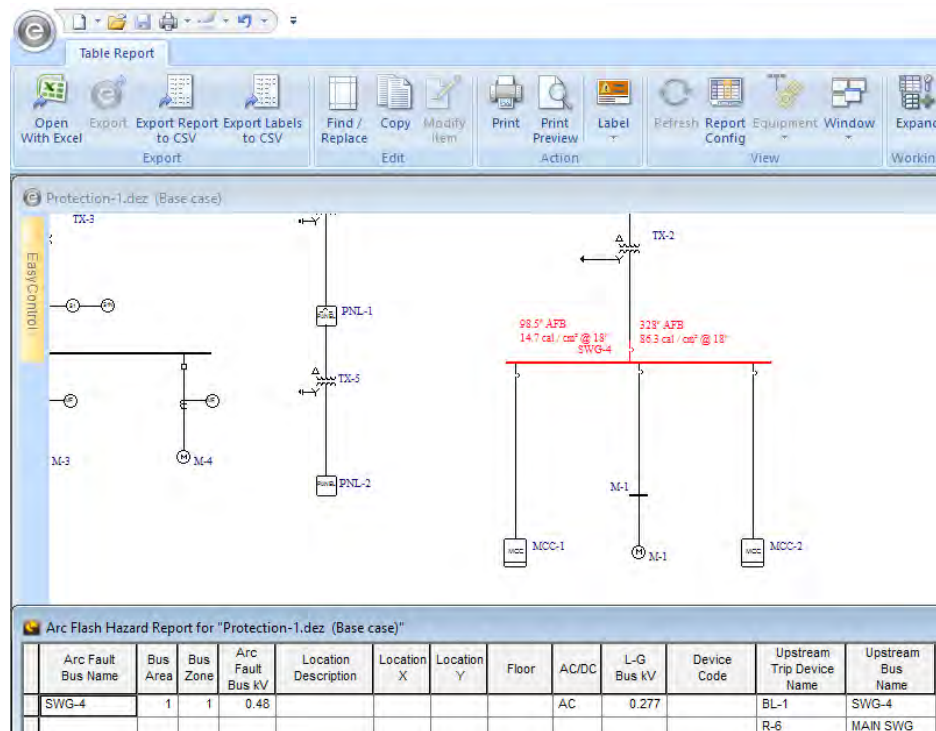 Table Report
Open With Excel
Export
Export Report to CSV
Export Labels to CSV
Find / Replace
Copy
Modify Item
Print
Print Preview
Label
Refresh
Report Config
Equipment
Window
Expand
Export
Edit
Action
View
Workin
Protection-1.dez (Base case)
EasyControl
TX-3
TX-2
PNL-1
98.5" AFB
14.7 cal / cm² @ 18"
328" AFB
86.3 cal / cm² @ 18"
SWG-4
TX-5
M-3
M-4
PNL-2
M-1
MCC
MCC-1
M
M-1
MCC
MCC-2
Arc Flash Hazard Report for "Protection-1.dez (Base case)"
Arc Fault Bus Name
Bus Area
Bus Zone
Arc Fault Bus kV
Location Description
Location X
Location Y
Floor
AC/DC
L-G Bus kV
Device Code
Upstream Trip Device Name
Upstream Bus Name
SWG-4 1 1 0.48 AC 0.277 BL-1 SWG-4
R-6 MAIN SWG